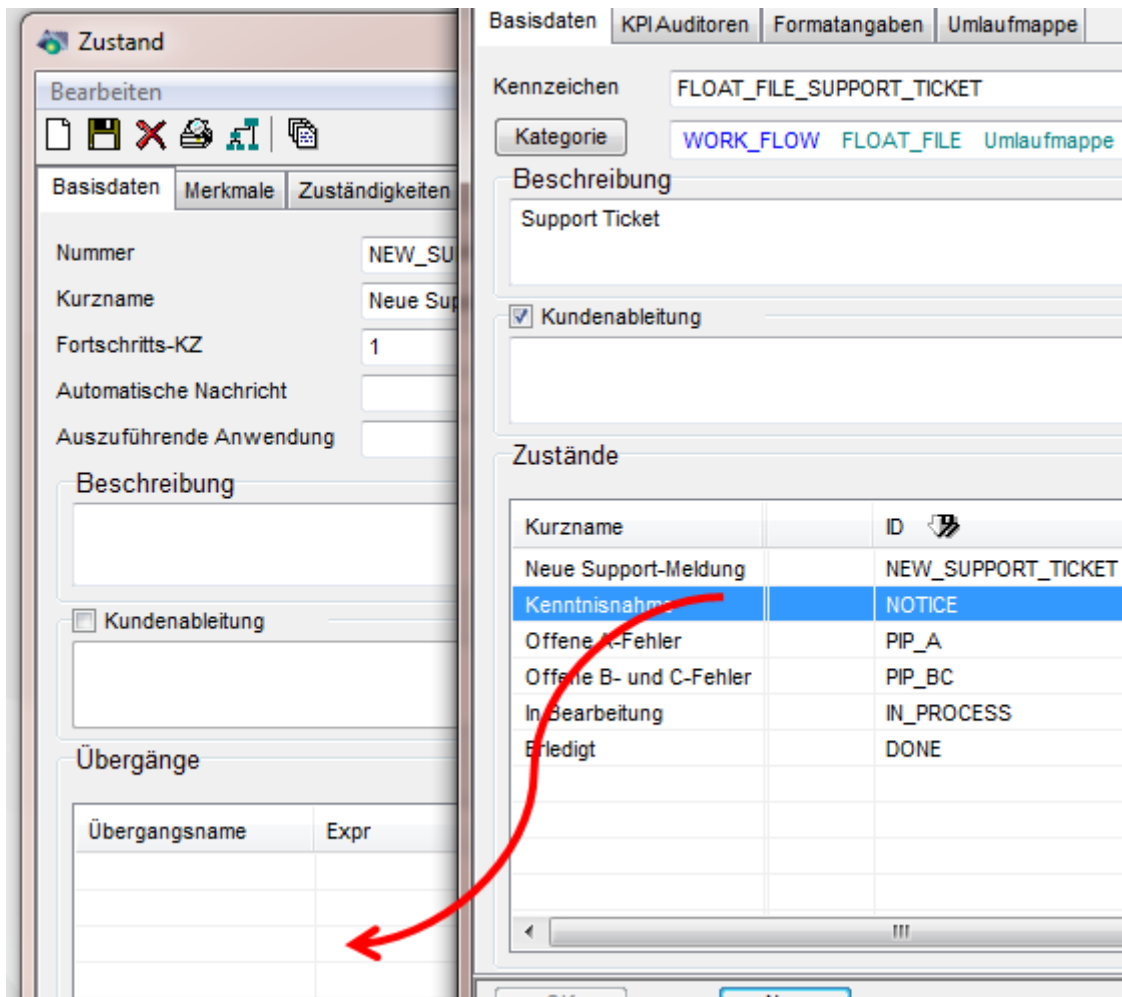 Zustand
Bearbeiten
Basisdaten Merkmale Zuständigkeiten
Nummer NEW_SU
Kurzname Neue Sup
Fortschritts-KZ 1
Automatische Nachricht
Auszuführende Anwendung
Beschreibung
Kundenableitung
Übergänge
Übergangsname Expr
Basisdaten KPI Auditoren Formatangaben Umlaufmappe
Kennzeichen FLOAT_FILE_SUPPORT_TICKET
Kategorie WORK_FLOW FLOAT_FILE Umlaufmappe
Beschreibung
Support Ticket
Kundenableitung
Zustände
Kurzname ID
Neue Support-Meldung NEW_SUPPORT_TICKET
Kenntnisnahme NOTICE
Offene A-Fehler PIP_A
Offene B- und C-Fehler PIP_BC
In Bearbeitung IN_PROCESS
Erledigt DONE